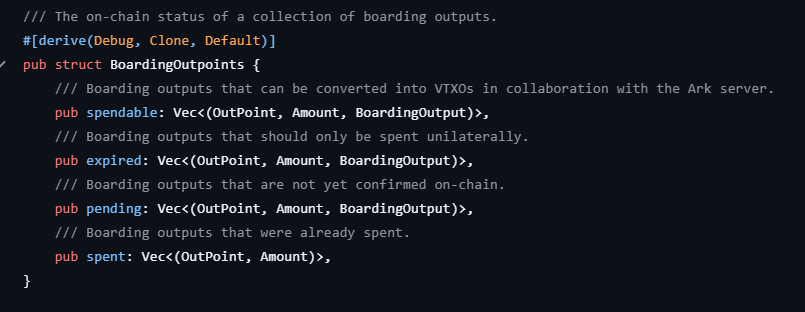 /// The on-chain status of a collection of boarding outputs.
#[derive(Debug, Clone, Default)]
pub struct BoardingOutpoints {
    /// Boarding outputs that can be converted into VTXOs in collaboration with the Ark server.
    pub spendable: Vec<(OutPoint, Amount, BoardingOutput)>,
    /// Boarding outputs that should only be spent unilaterally.
    pub expired: Vec<(OutPoint, Amount, BoardingOutput)>,
    /// Boarding outputs that are not yet confirmed on-chain.
    pub pending: Vec<(OutPoint, Amount, BoardingOutput)>,
    /// Boarding outputs that were already spent.
    pub spent: Vec<(OutPoint, Amount)>,
}